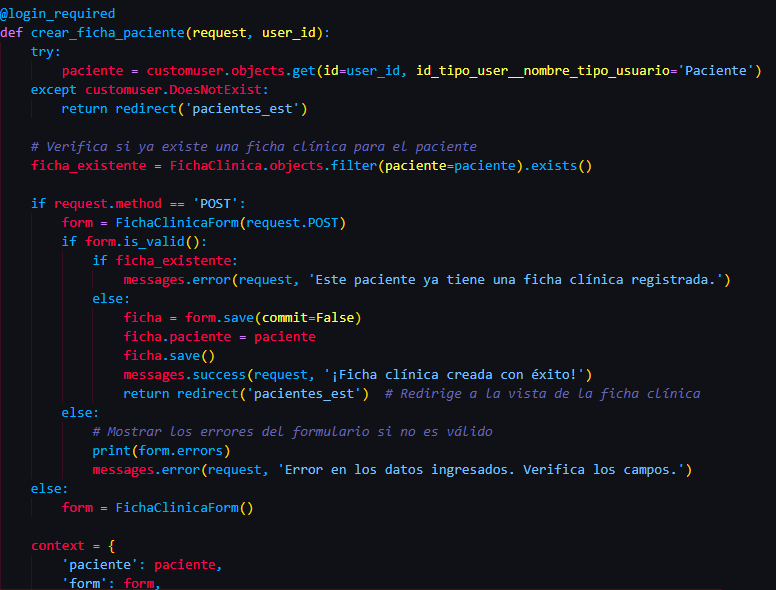 @login_required
def crear_ficha_paciente(request, user_id):
    try:
        paciente = customuser.objects.get(id=user_id, id_tipo_user__nombre_tipo_usuario='Paciente')
    except customuser.DoesNotExist:
        return redirect('pacientes_est')

    # Verifica si ya existe una ficha clínica para el paciente
    ficha_existente = FichaClinica.objects.filter(paciente=paciente).exists()

    if request.method == 'POST':
        form = FichaClinicaForm(request.POST)
        if form.is_valid():
            if ficha_existente:
                messages.error(request, 'Este paciente ya tiene una ficha clínica registrada.')
            else:
                ficha = form.save(commit=False)
                ficha.paciente = paciente
                ficha.save()
                messages.success(request, '¡Ficha clínica creada con éxito!')
                return redirect('pacientes_est')  # Redirige a la vista de la ficha clínica
        else:
            # Mostrar los errores del formulario si no es válido
            print(form.errors)
            messages.error(request, 'Error en los datos ingresados. Verifica los campos.')
    else:
        form = FichaClinicaForm()

    context = {
        'paciente': paciente,
        'form': form,